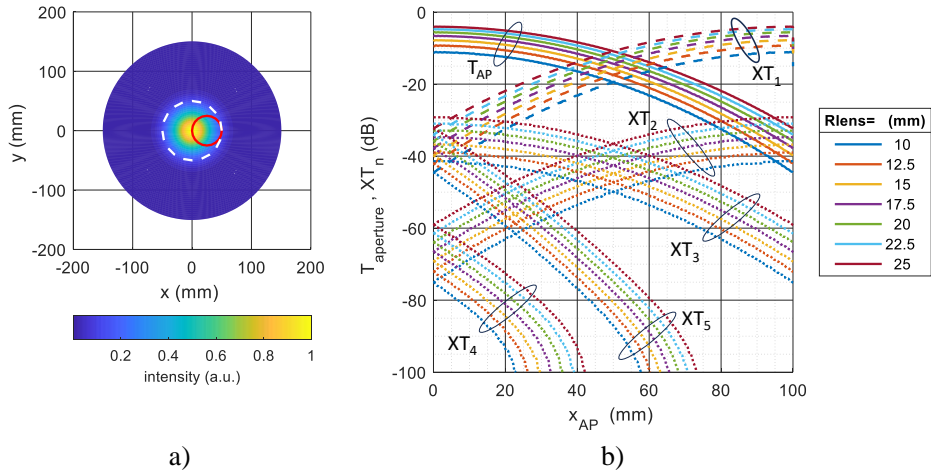 200
100
0
-100
-200
y (mm)
-200 -100 0 100 200
x (mm)
0.2 0.4 0.6 0.8 1
intensity (a.u.)
a)
0
-20
-40
-60
-80
-100
T_aperture , XT_n (dB)
T_AP
XT_1
XT_2
XT_3
XT_4
XT_5
0 20 40 60 80 100
x_AP (mm)
b)
Rlens= (mm)
10
12.5
15
17.5
20
22.5
25